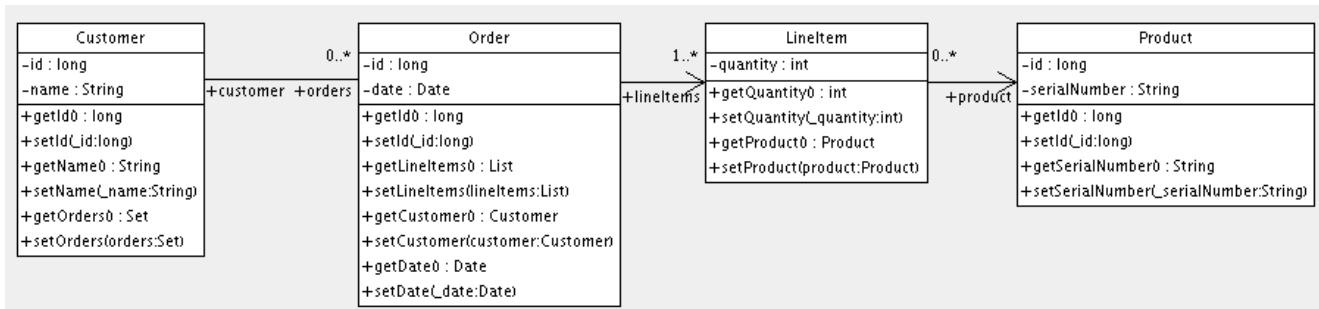 Customer
-id : long
-name : String
+getId() : long
+setId(_id:long)
+getName() : String
+setName(_name:String)
+getOrders() : Set
+setOrders(orders:Set)
0..*
+customer +orders
Order
-id : long
-date : Date
+getId() : long
+setId(_id:long)
+getLineItems() : List
+setLineItems(lineItems:List)
+getCustomer() : Customer
+setCustomer(customer:Customer)
+getDate() : Date
+setDate(_date:Date)
1..*
+lineItems
LineItem
-quantity : int
+getQuantity() : int
+setQuantity(_quantity:int)
+getProduct() : Product
+setProduct(product:Product)
0..*
+product
Product
-id : long
-serialNumber : String
+getId() : long
+setId(_id:long)
+getSerialNumber() : String
+setSerialNumber(_serialNumber:String)